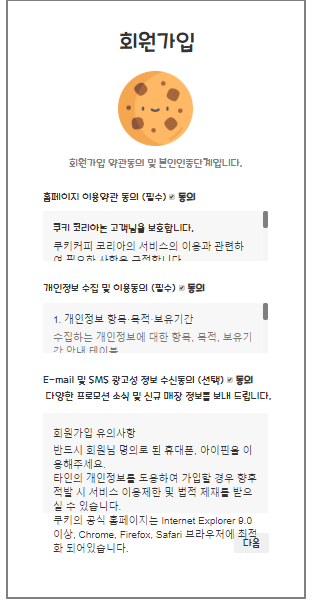 회원가입
회원가입 약관동의 및 본인인증단계입니다.
홈페이지 이용약관 동의 (필수) 동의
쿠키 코리아는 고객님을 보호합니다.
쿠키커피 코리아의 서비스의 이용과 관련하
여 필요한 사항을 규정합니다
개인정보 수집 및 이용동의 (필수) 동의
1. 개인정보 항목·목적·보유기간
수집하는 개인정보에 대한 항목, 목적, 보유기
간 안내 테이블
E-mail 및 SMS 광고성 정보 수신동의 (선택) 동의
다양한 프로모션 소식 및 신규 매장 정보를 보내 드립니다.
회원가입 유의사항
반드시 회원님 명의로 된 휴대폰, 아이핀을 이
용해주세요.
타인의 개인정보를 도용하여 가입할 경우 향후
적발 시 서비스 이용제한 및 법적 제재를 받으
실 수 있습니다.
쿠키의 공식 홈페이지는 Internet Explorer 9.0
이상, Chrome, Firefox, Safari 브라우저에 최적
화 되어있습니다.
다음